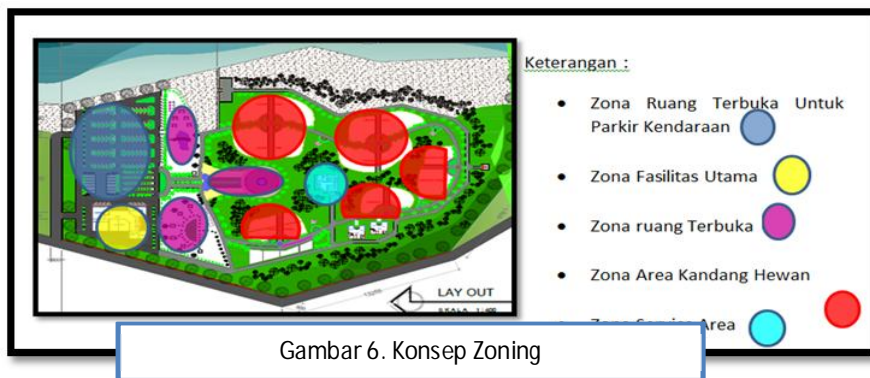 Keterangan :
• Zona Ruang Terbuka Untuk
Parkir Kendaraan
• Zona Fasilitas Utama
• Zona ruang Terbuka
• Zona Area Kandang Hewan
Area
LAY OUT
Gambar 6. Konsep Zoning